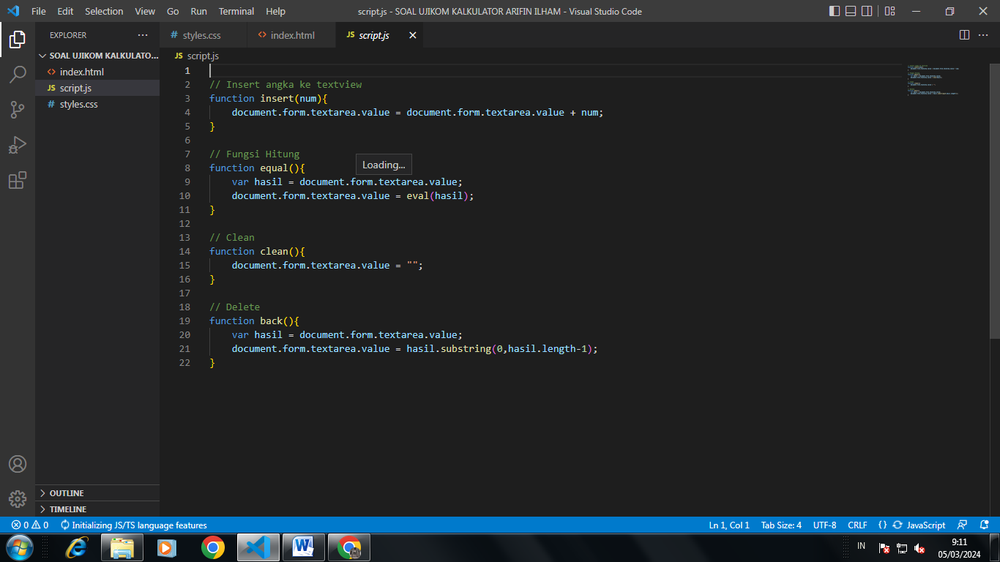 File Edit Selection View Go Run Terminal Help script.js - SOAL UJIKOM KALKULATOR ARIFIN ILHAM - Visual Studio Code
EXPLORER ...
# styles.css <> index.html JS script.js
SOAL UJIKOM KALKULATO...
<> index.html
JS script.js
# styles.css
JS script.js
1
2 // Insert angka ke textview
3 function insert(num){
4 document.form.textarea.value = document.form.textarea.value + num;
5 }
6
7 // Fungsi Hitung
Loading...
8 function equal(){
9 var hasil = document.form.textarea.value;
10 document.form.textarea.value = eval(hasil);
11 }
12
13 // Clean
14 function clean(){
15 document.form.textarea.value = "";
16 }
17
18 // Delete
19 function back(){
20 var hasil = document.form.textarea.value;
21 document.form.textarea.value = hasil.substring(0,hasil.length-1);
22 }
OUTLINE
TIMELINE
0 0 Initializing JS/TS language features Ln 1, Col 1 Tab Size: 4 UTF-8 CRLF {} JavaScript
IN
9:11
05/03/2024